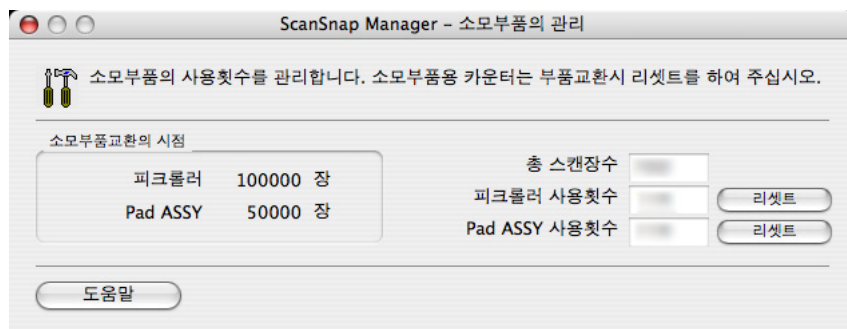 ScanSnap Manager – 소모부품의 관리
소모부품의 사용횟수를 관리합니다. 소모부품용 카운터는 부품교환시 리셋트를 하여 주십시오.
소모부품교환의 시점
피크롤러 100000 장
Pad ASSY 50000 장
총 스캔장수
피크롤러 사용횟수 리셋트
Pad ASSY 사용횟수 리셋트
도움말